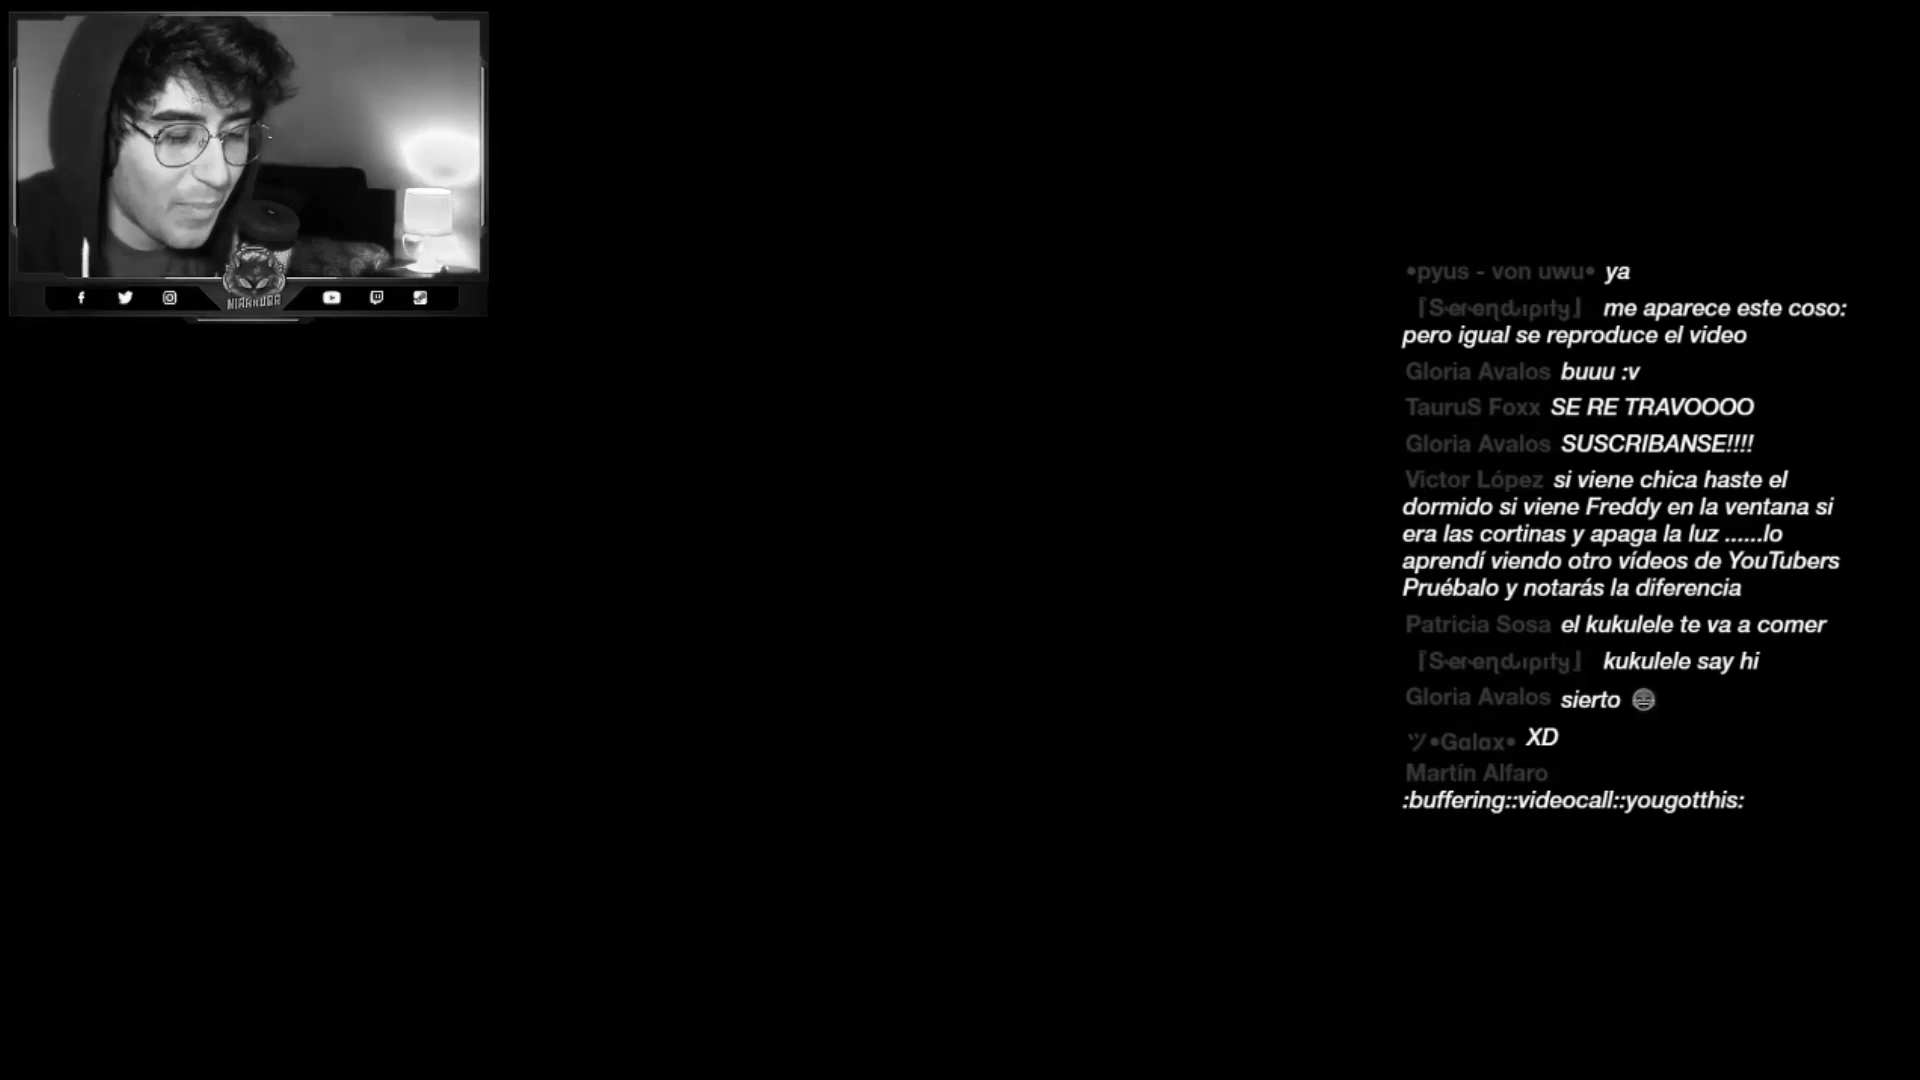 NIAHKUBA
•pyus - von uwu• ya
me aparece este coso:
pero igual se reproduce el video
Gloria Avalos buuu :v
TauruS Foxx SE RE TRAVOOOO
Gloria Avalos SUSCRIBANSE!!!!
Victor López si viene chica haste el
dormido si viene Freddy en la ventana si
era las cortinas y apaga la luz ......lo
aprendí viendo otro vídeos de YouTubers
Pruébalo y notarás la diferencia
Patricia Sosa el kukulele te va a comer
kukulele say hi
Gloria Avalos sierto 😂
ツ•Galax• XD
Martín Alfaro
:buffering::videocall::yougotthis: